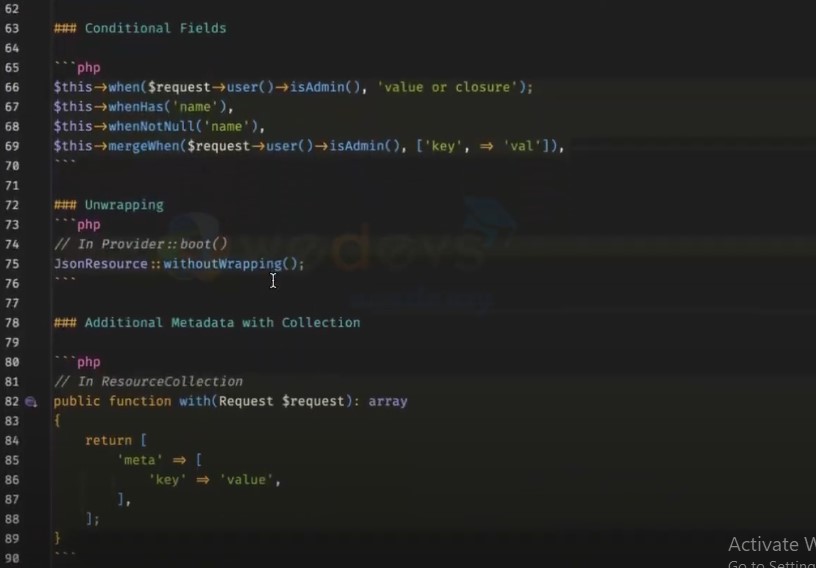 62
63 ### Conditional Fields
64
65 ```php
66 $this->when($request->user()->isAdmin(), 'value or closure');
67 $this->whenHas('name'),
68 $this->whenNotNull('name'),
69 $this->mergeWhen($request->user()->isAdmin(), ['key', => 'val']),
70 ```
71
72 ### Unwrapping
73 ```php
74 // In Provider::boot()
75 JsonResource::withoutWrapping();
76 ```
77
78 ### Additional Metadata with Collection
79
80 ```php
81 // In ResourceCollection
82 public function with(Request $request): array
83 {
84     return [
85         'meta' => [
86             'key' => 'value',
87         ],
88     ];
89 }
90 ```
wedevs
academy
Activate W
Go to Setting